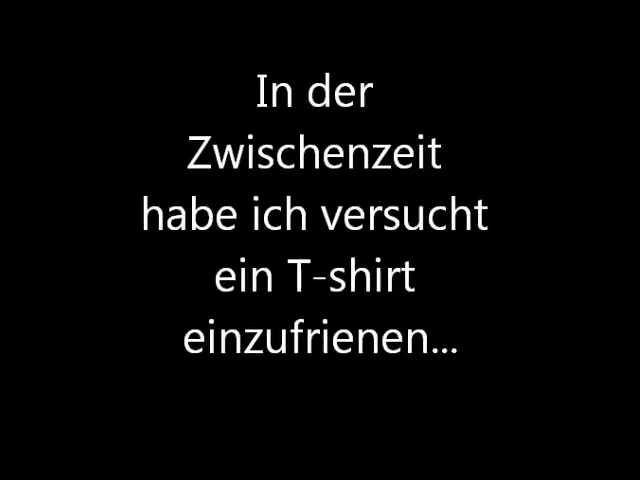 In der
Zwischenzeit
habe ich versucht
ein T-shirt
einzufrienen...